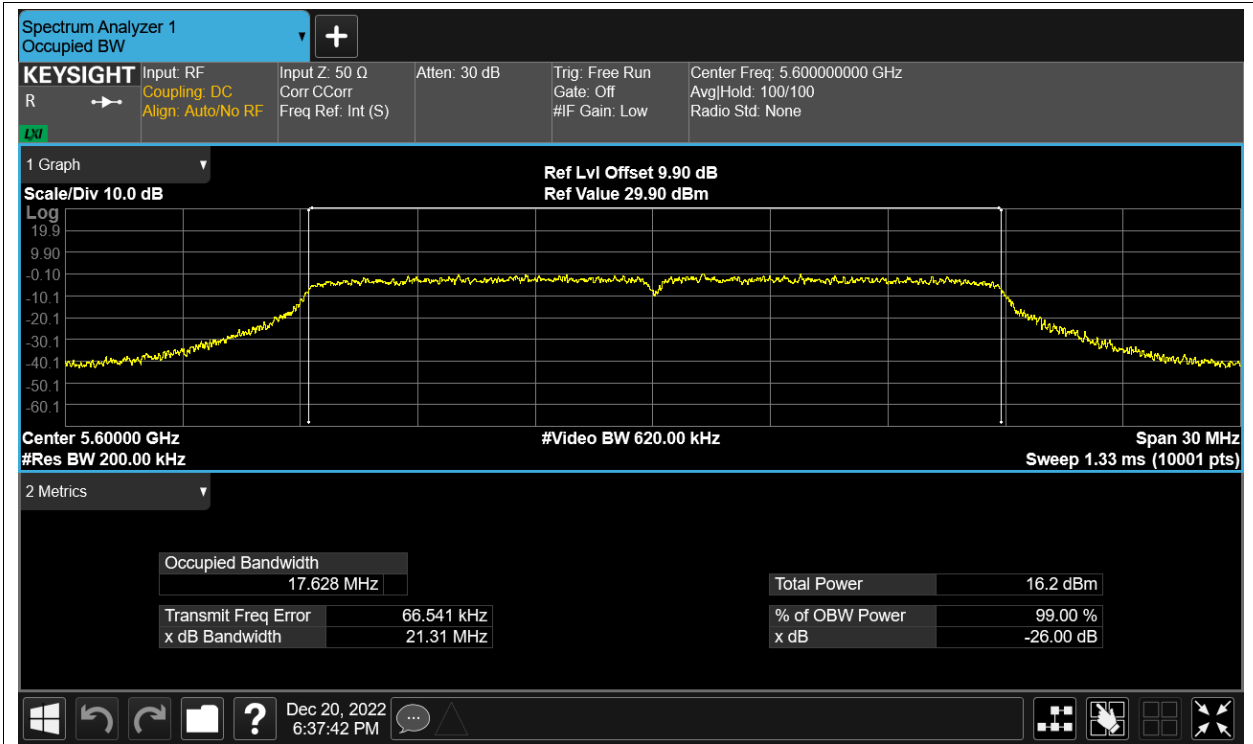 Spectrum Analyzer 1
Occupied BW
KEYSIGHT
R
LXI
Input: RF
Coupling: DC
Align: Auto/No RF
Input Z: 50 Ω
Corr CCorr
Freq Ref: Int (S)
Atten: 30 dB
Trig: Free Run
Gate: Off
#IF Gain: Low
Center Freq: 5.600000000 GHz
Avg|Hold: 100/100
Radio Std: None
1 Graph
Scale/Div 10.0 dB
Ref Lvl Offset 9.90 dB
Ref Value 29.90 dBm
Log
19.9
9.90
-0.10
-10.1
-20.1
-30.1
-40.1
-50.1
-60.1
Center 5.60000 GHz
#Res BW 200.00 kHz
#Video BW 620.00 kHz
Span 30 MHz
Sweep 1.33 ms (10001 pts)
2 Metrics
Occupied Bandwidth
17.628 MHz
Transmit Freq Error 66.541 kHz
x dB Bandwidth 21.31 MHz
Total Power 16.2 dBm
% of OBW Power 99.00 %
x dB -26.00 dB
?
Dec 20, 2022
6:37:42 PM